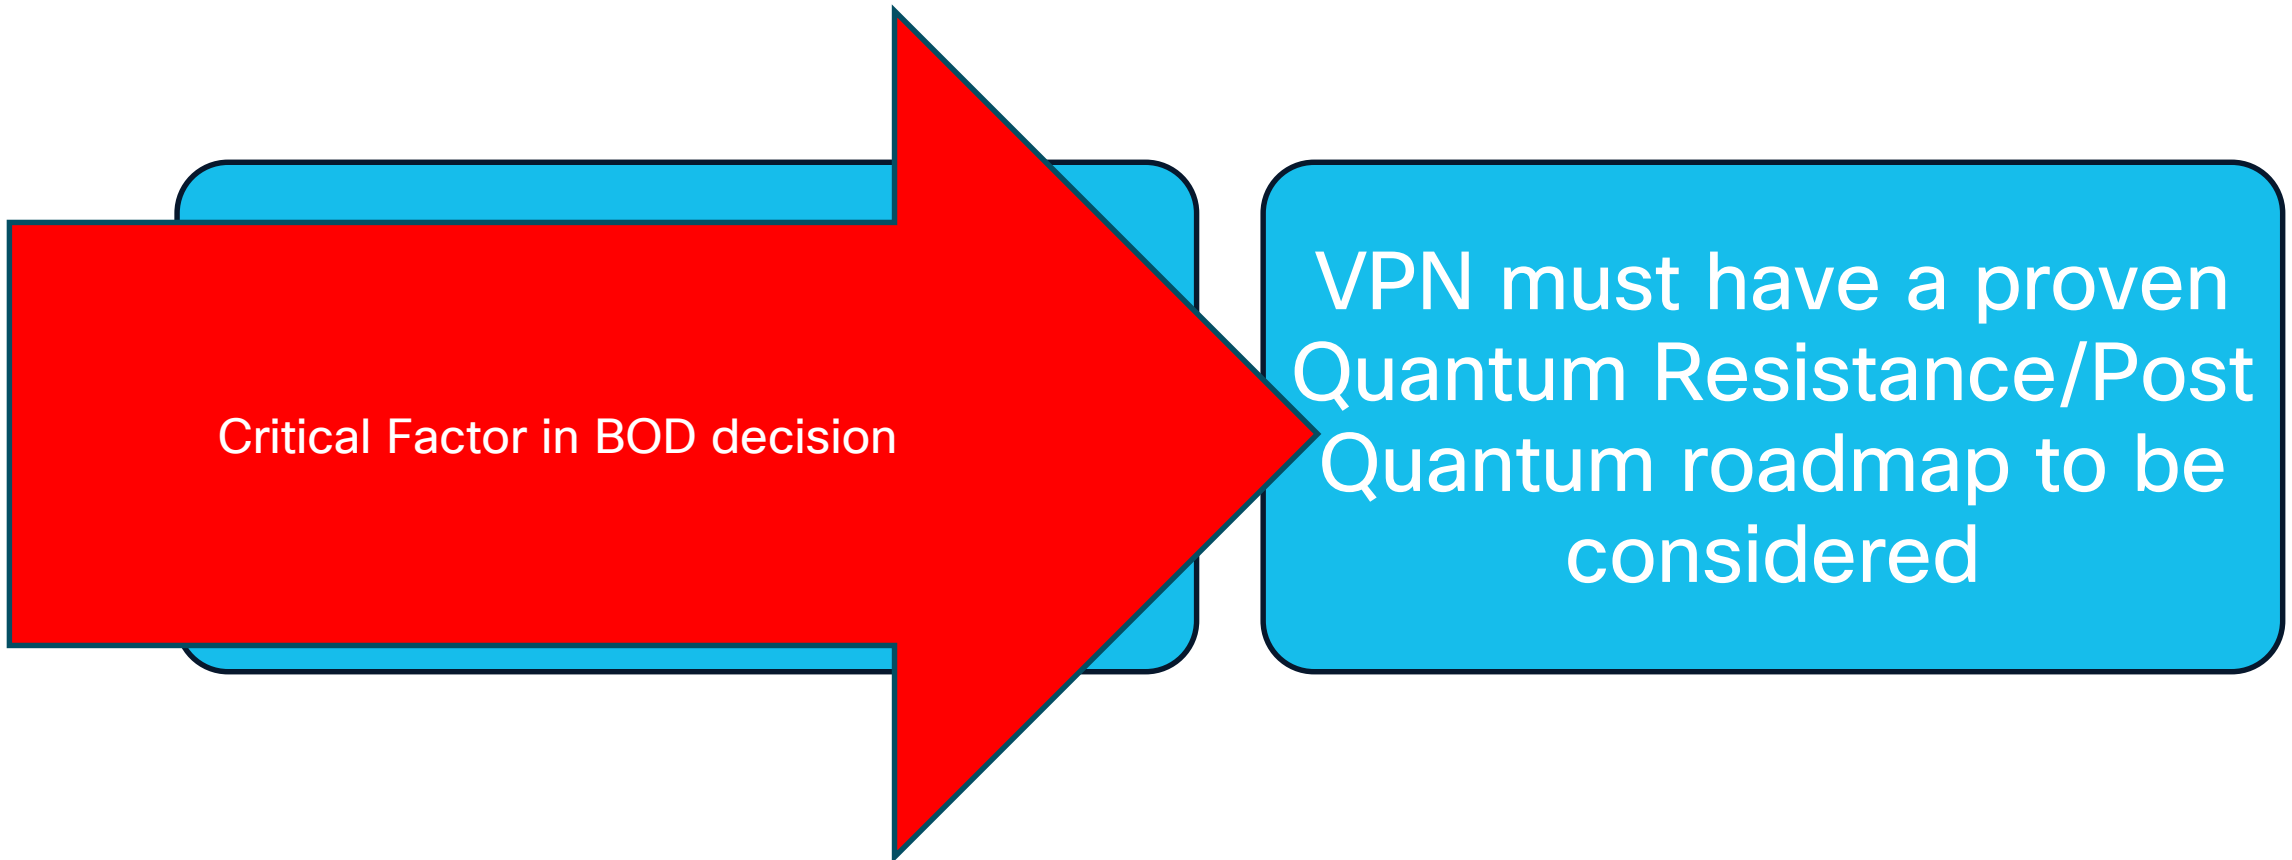 Critical Factor in BOD decision
VPN must have a proven
Quantum Resistance/Post
Quantum roadmap to be
considered